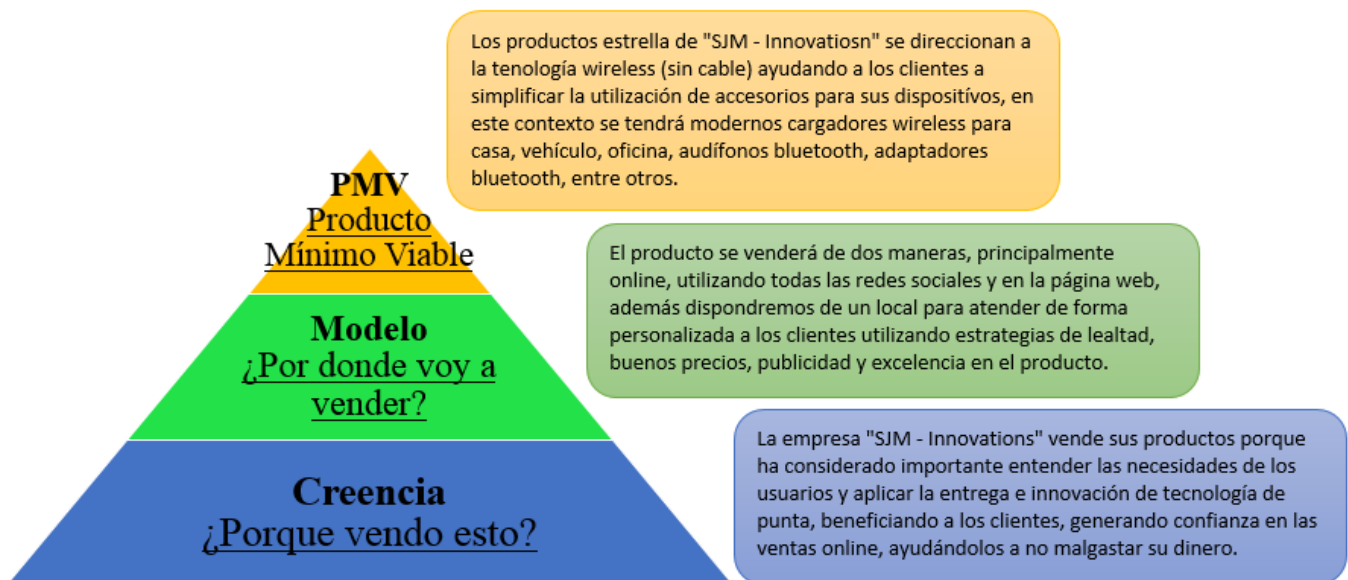 Los productos estrella de "SJM - Innovatiosn" se direccionan a
la tenología wireless (sin cable) ayudando a los clientes a
simplificar la utilización de accesorios para sus dispositívos, en
este contexto se tendrá modernos cargadores wireless para
casa, vehículo, oficina, audífonos bluetooth, adaptadores
bluetooth, entre otros.
PMV
Producto
Mínimo Viable
El producto se venderá de dos maneras, principalmente
online, utilizando todas las redes sociales y en la página web,
además dispondremos de un local para atender de forma
personalizada a los clientes utilizando estrategias de lealtad,
buenos precios, publicidad y excelencia en el producto.
Modelo
¿Por donde voy a
vender?
La empresa "SJM - Innovations" vende sus productos porque
ha considerado importante entender las necesidades de los
usuarios y aplicar la entrega e innovación de tecnología de
punta, beneficiando a los clientes, generando confianza en las
ventas online, ayudándolos a no malgastar su dinero.
Creencia
¿Porque vendo esto?